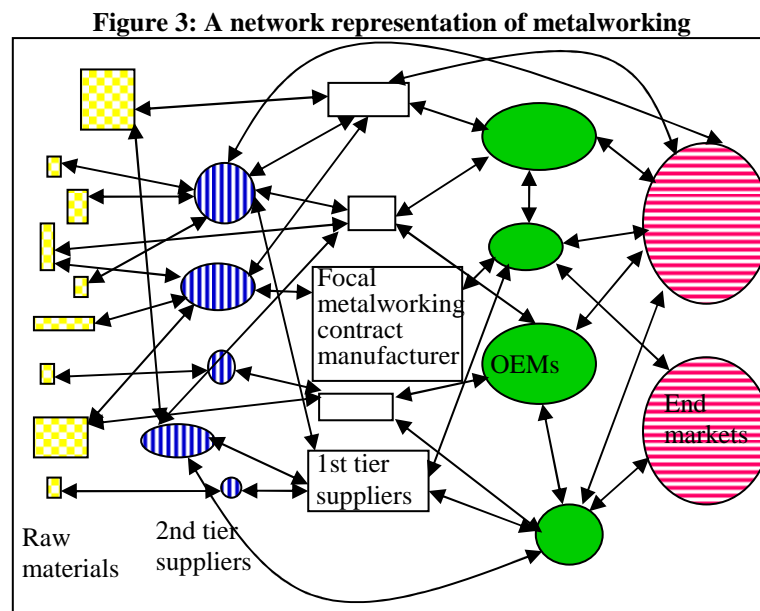 Figure 3: A network representation of metalworking
Focal
metalworking
contract
manufacturer
OEMs
End
markets
1st tier
suppliers
2nd tier
suppliers
Raw
materials